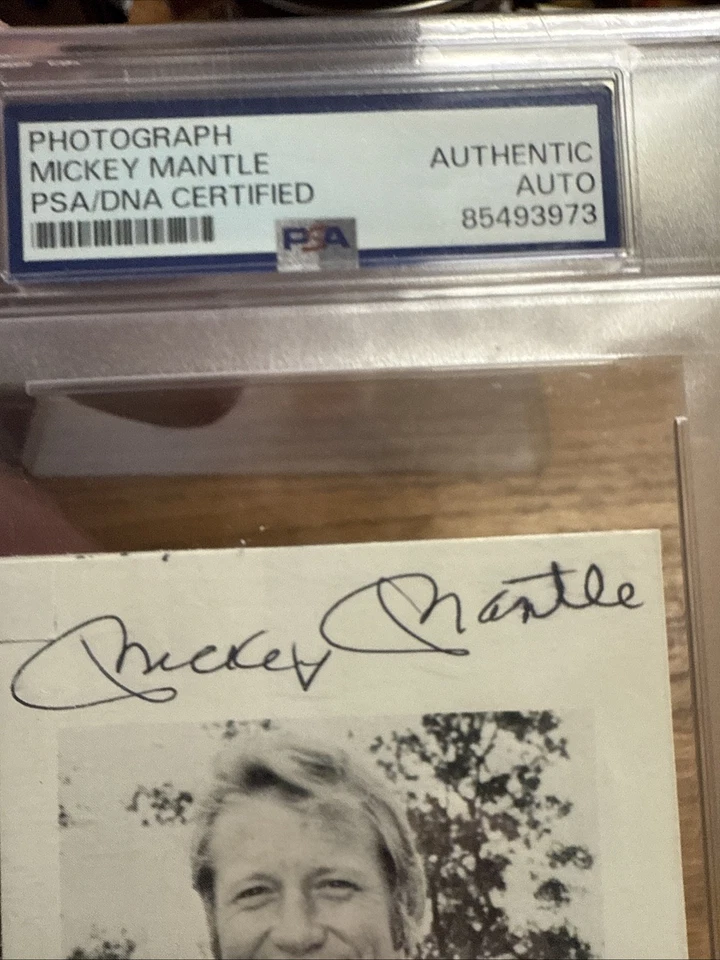 PHOTOGRAPH
MICKEY MANTLE
PSA/DNA CERTIFIED
AUTHENTIC
AUTO
85493973
PSA
Mickey Mantle